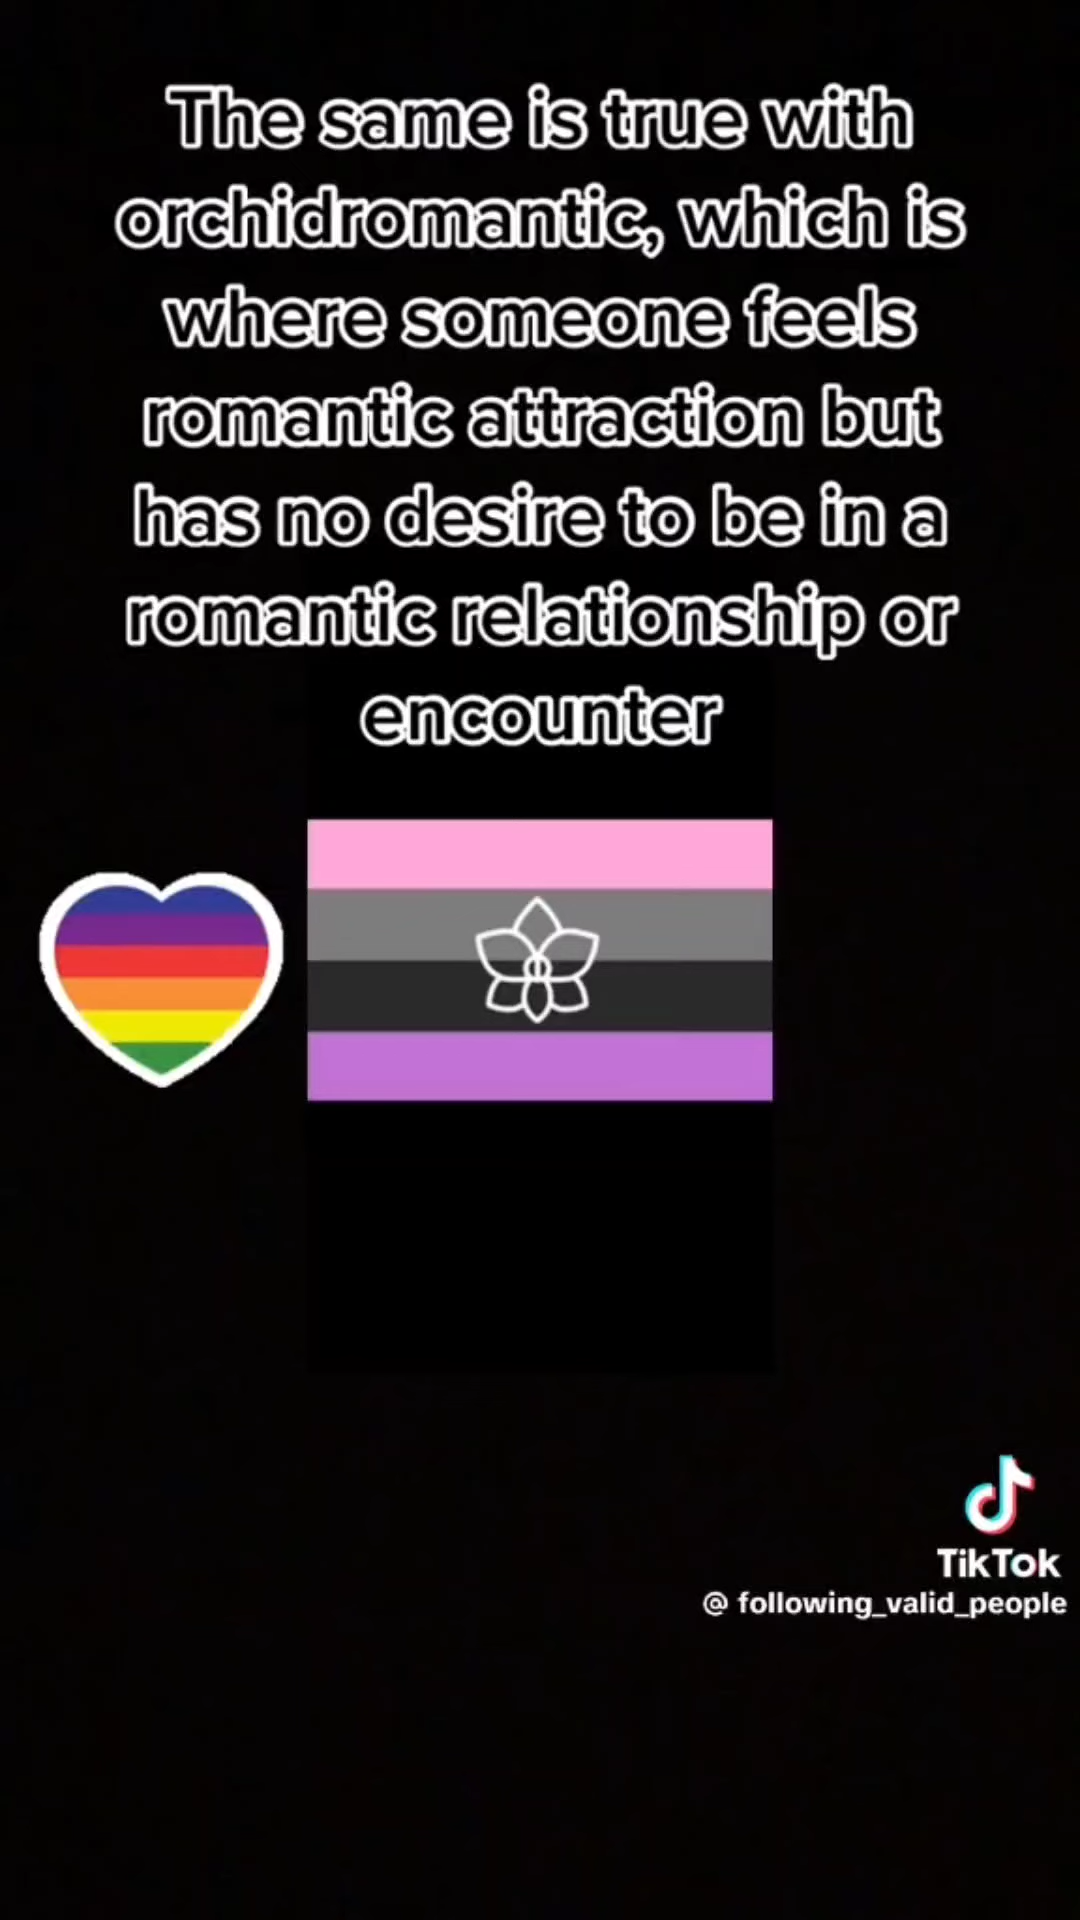 The same is true with
orchidromantic, which is
where someone feels
romantic attraction but
has no desire to be in a
romantic relationship or
encounter
TikTok
@ following_valid_people